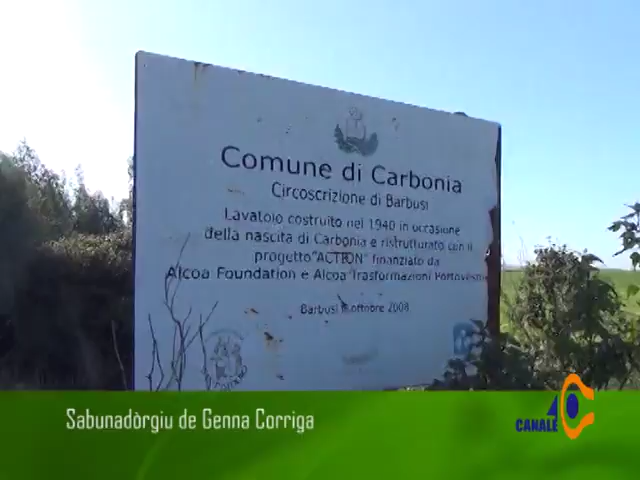 Comune di Carbonia
Circoscrizione di Barbusi
Lavatoio costruito nel 1940 in occasione
della nascita di Carbonia e ristrutturato con il
progetto "ACTION" finanziato da
Alcoa Foundation e Alcoa Trasformazioni Portovesme
Barbusi ottobre 2008
Sabunadòrgiu de Genna Corriga
CANALE 40